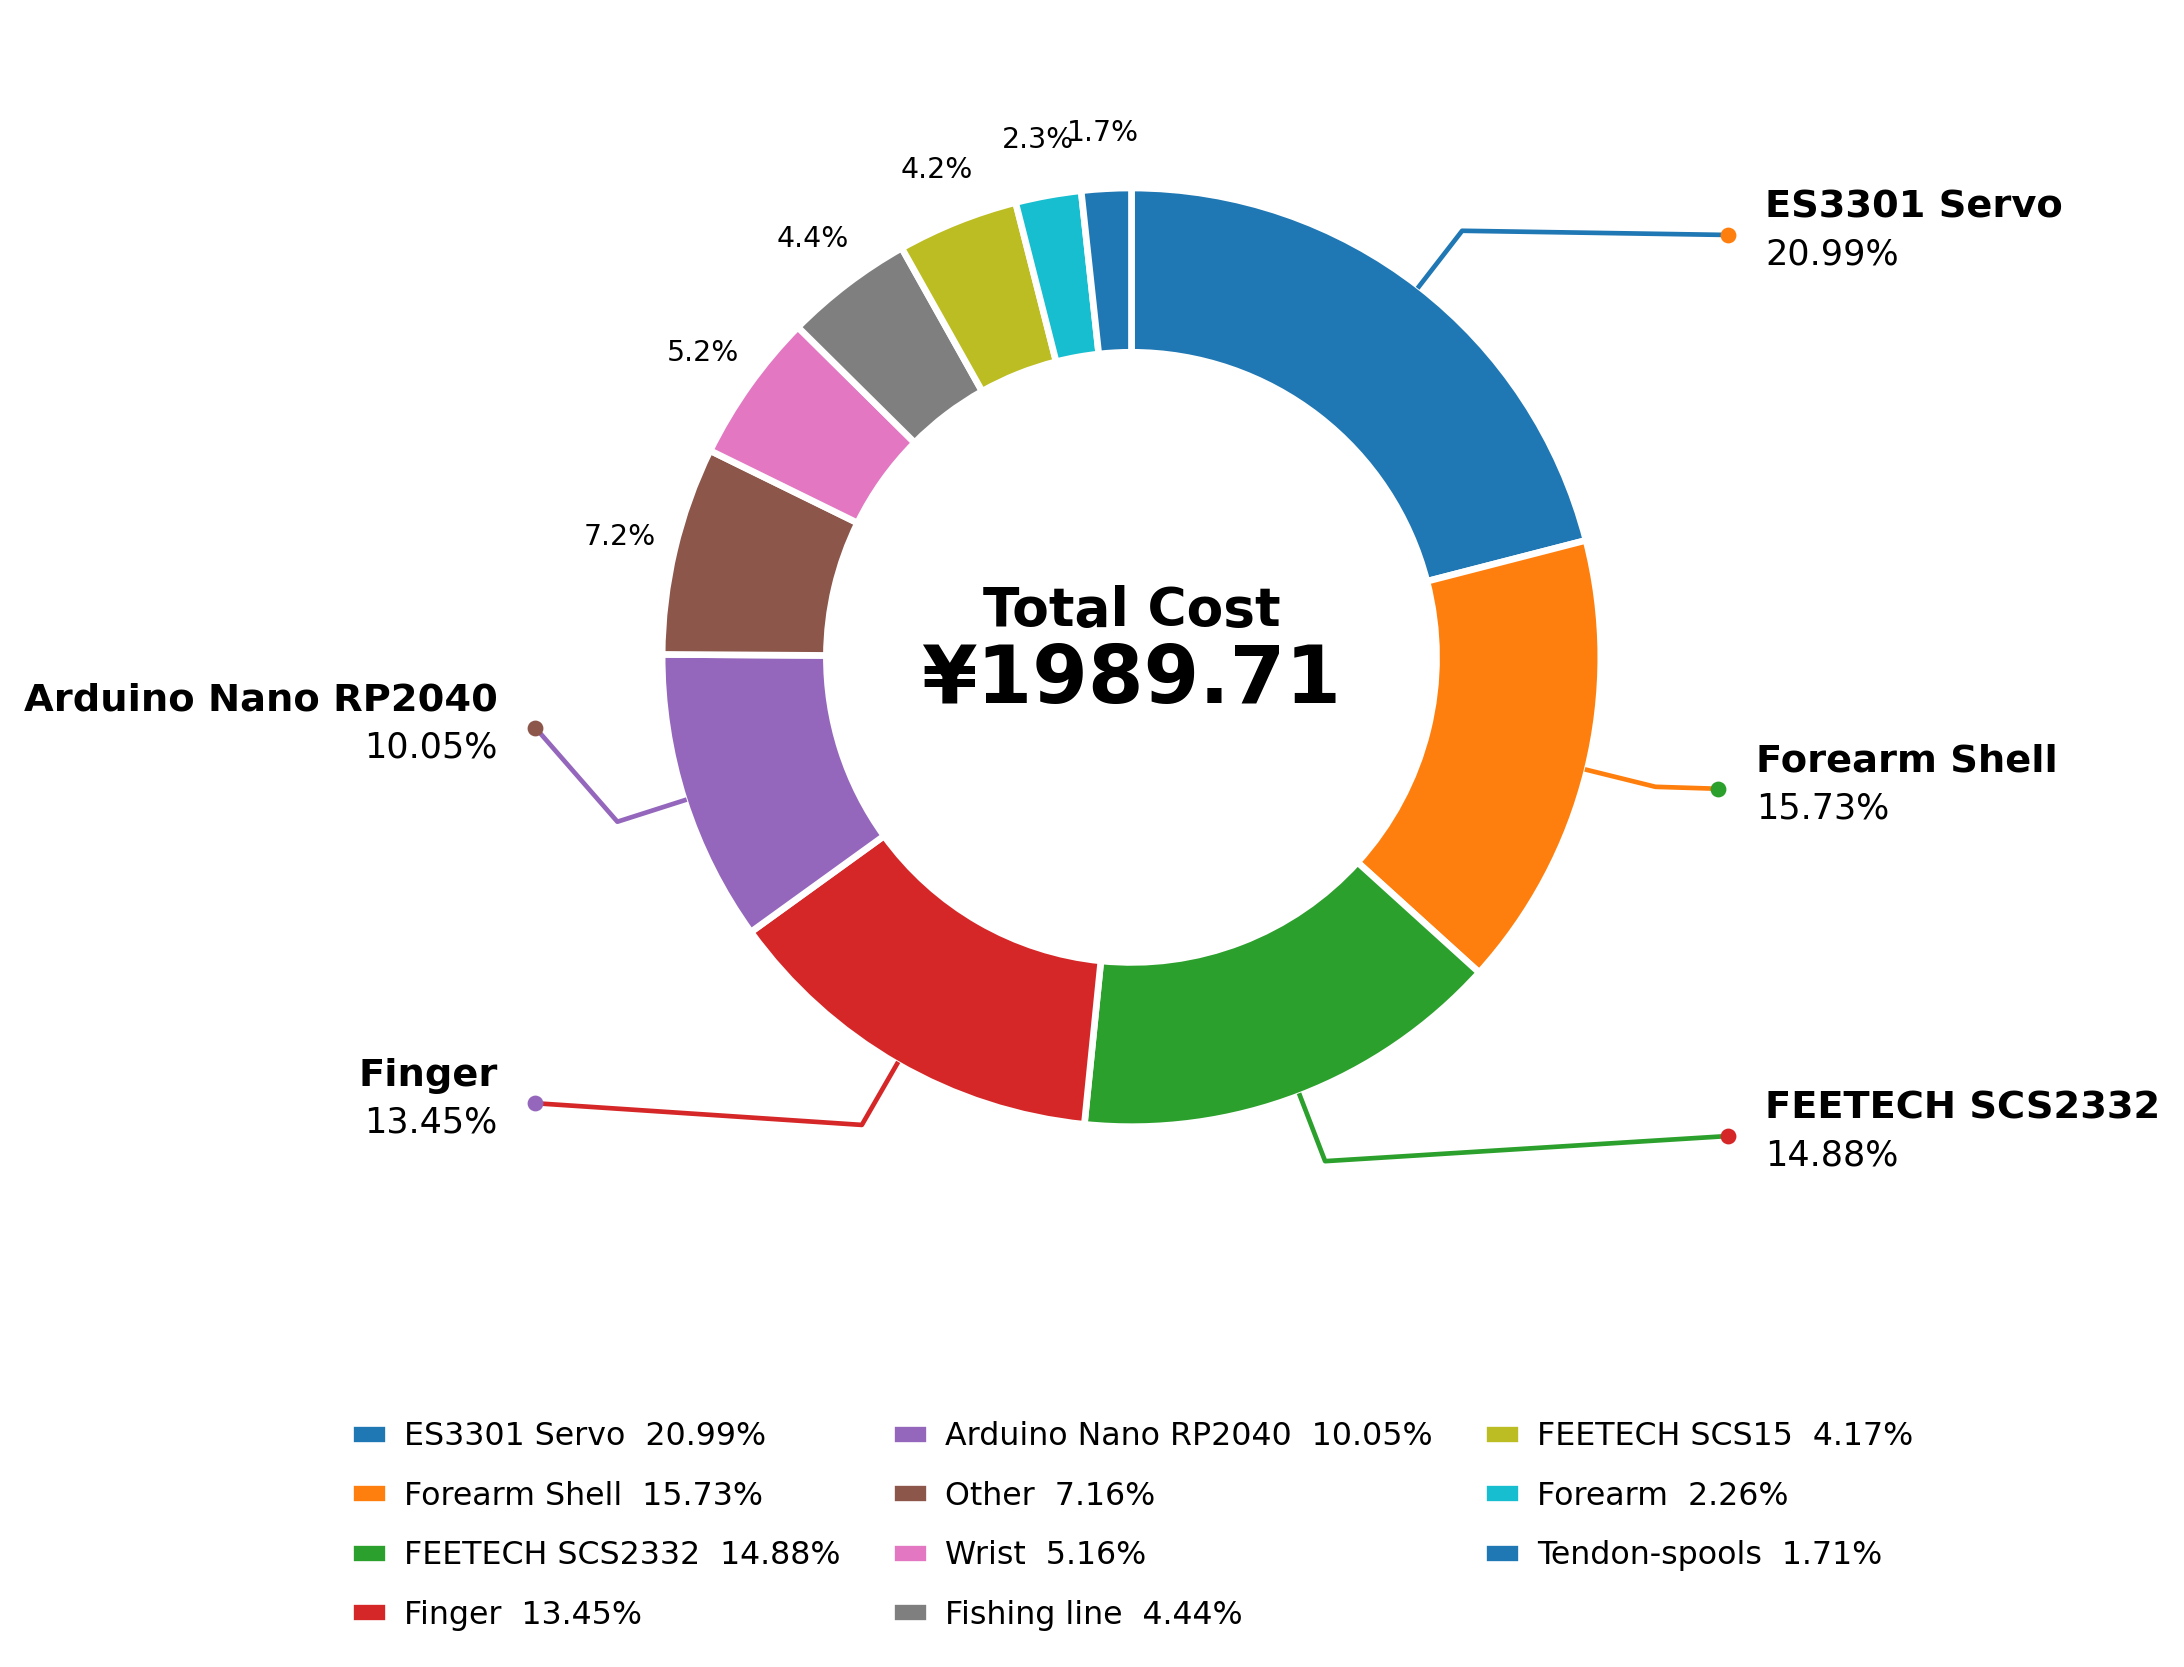 1.7%
2.3%
4.2%
4.4%
5.2%
7.2%
ES3301 Servo
20.99%
Total Cost
¥1989.71
Arduino Nano RP2040
10.05%
Forearm Shell
15.73%
Finger
13.45%
FEETECH SCS2332
14.88%
ES3301 Servo 20.99%
Forearm Shell 15.73%
FEETECH SCS2332 14.88%
Finger 13.45%
Arduino Nano RP2040 10.05%
Other 7.16%
Wrist 5.16%
Fishing line 4.44%
FEETECH SCS15 4.17%
Forearm 2.26%
Tendon-spools 1.71%